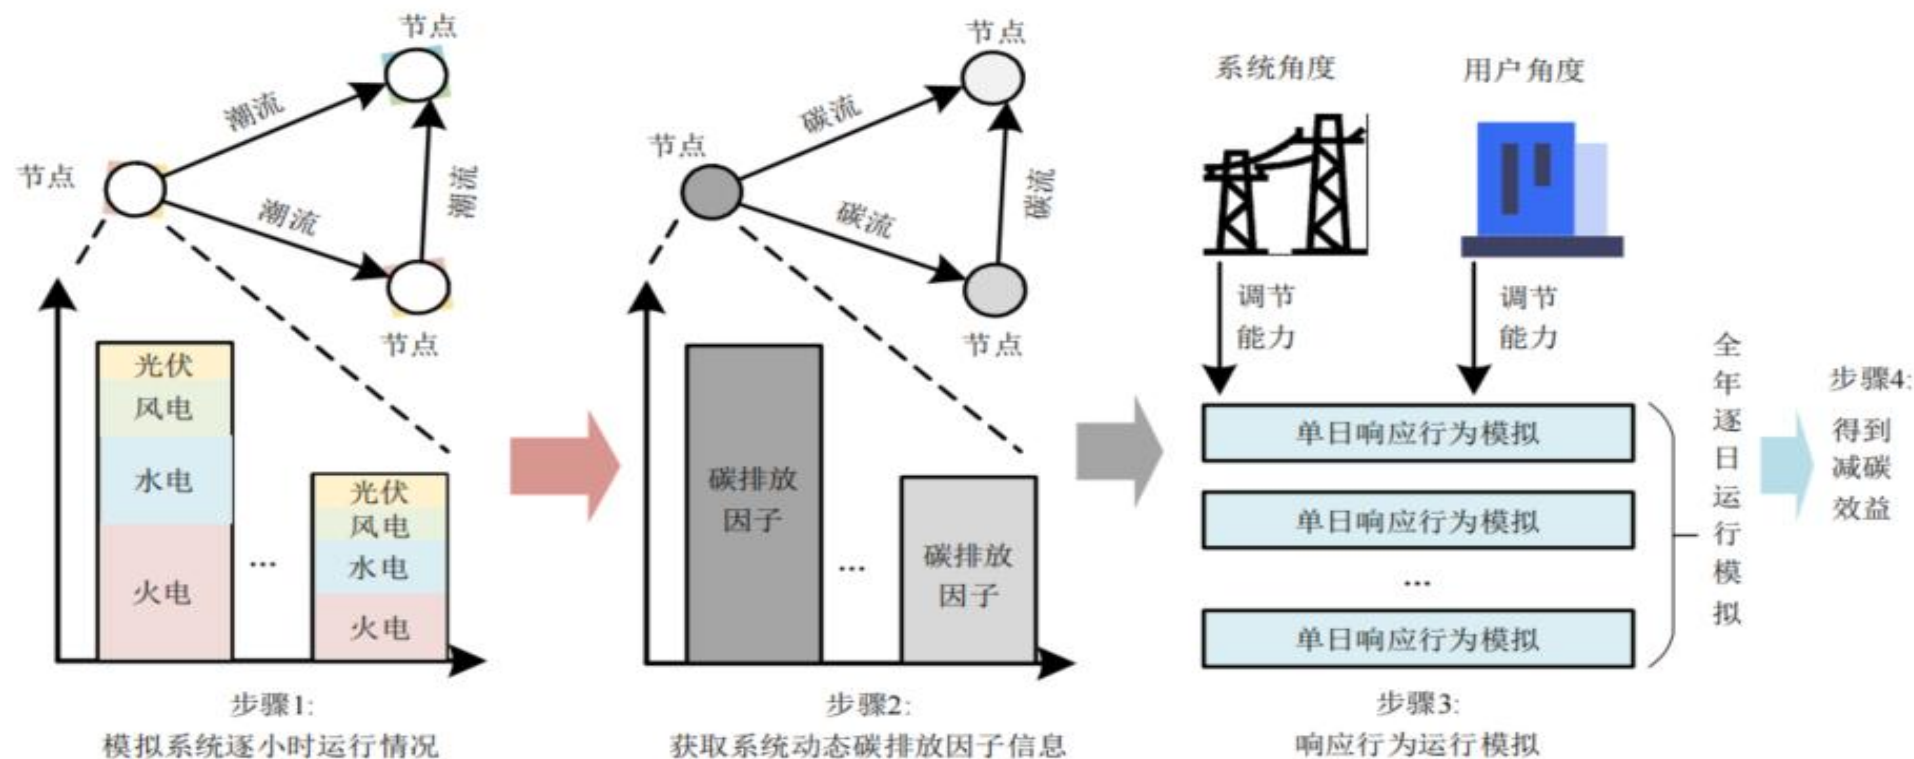 节点
潮流
节点
潮流
潮流
节点
光伏
风电
水电
火电
...
光伏
风电
水电
火电
步骤1:
模拟系统逐小时运行情况
节点
碳流
节点
碳流
碳流
节点
碳排放
因子
...
碳排放
因子
步骤2:
获取系统动态碳排放因子信息
系统角度
用户角度
调节
能力
调节
能力
单日响应行为模拟
单日响应行为模拟
...
单日响应行为模拟
全年逐日运行模拟
步骤3:
响应行为运行模拟
步骤4:
得到
减碳
效益